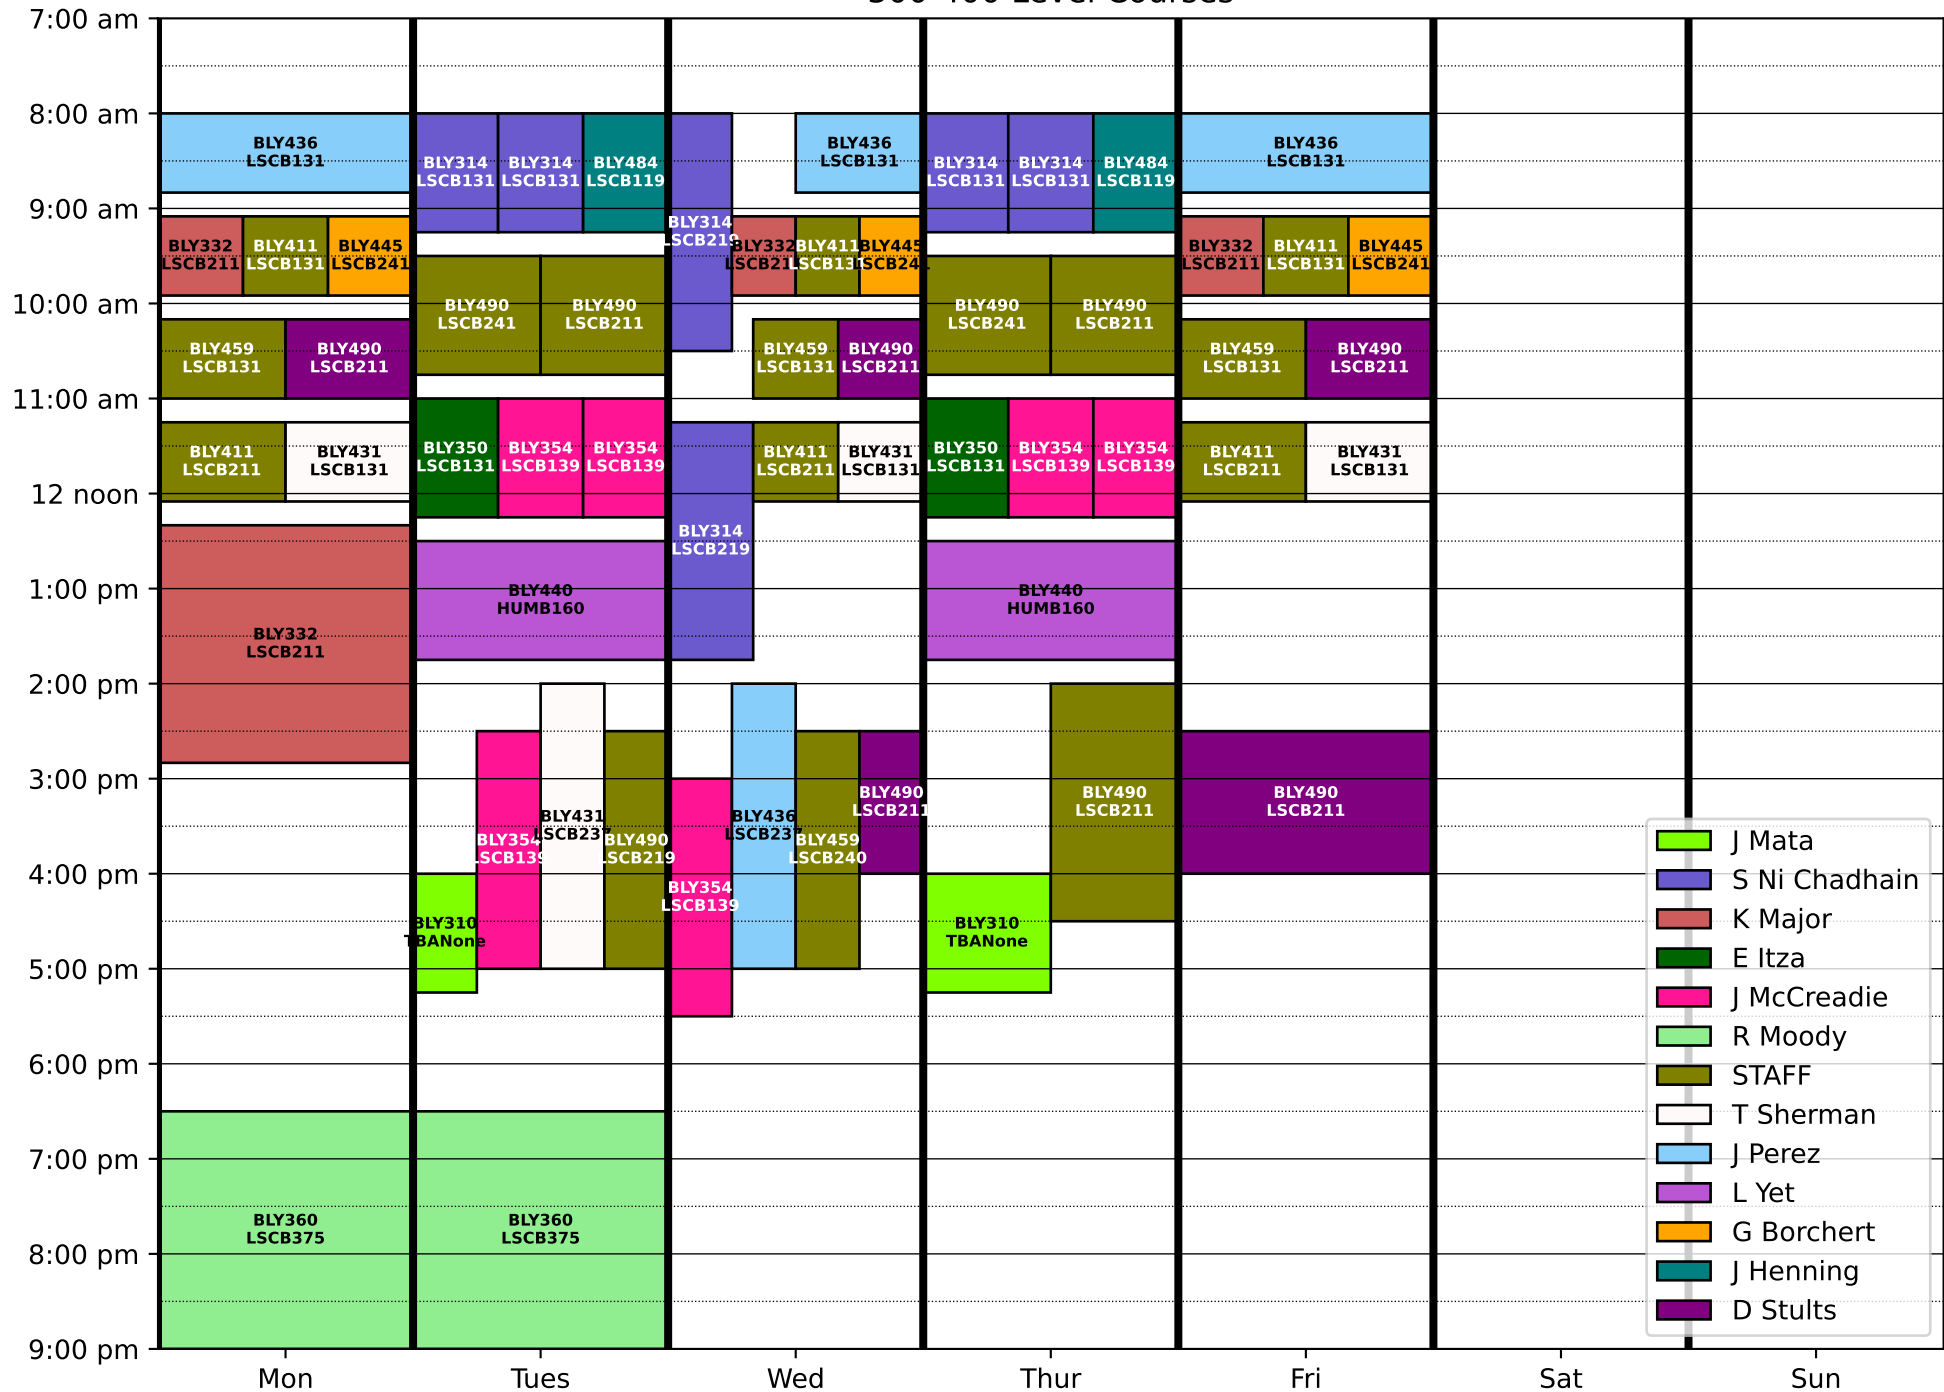 300-400 Level Courses
7:00 am
8:00 am
9:00 am
10:00 am
11:00 am
12 noon
1:00 pm
2:00 pm
3:00 pm
4:00 pm
5:00 pm
6:00 pm
7:00 pm
8:00 pm
9:00 pm
BLY436
LSCB131
BLY332
LSCB211
BLY411
LSCB131
BLY445
LSCB241
BLY459
LSCB131
BLY490
LSCB211
BLY411
LSCB211
BLY431
LSCB131
BLY332
LSCB211
BLY360
LSCB375
BLY314
LSCB131
BLY314
LSCB131
BLY484
LSCB119
BLY490
LSCB241
BLY490
LSCB211
BLY350
LSCB131
BLY354
LSCB139
BLY354
LSCB139
BLY440
HUMB160
BLY310
TBANone
BLY354
LSCB139
BLY431
LSCB237
BLY490
LSCB219
BLY360
LSCB375
BLY314
LSCB219
BLY436
LSCB131
BLY332
LSCB211
BLY411
LSCB131
BLY445
LSCB241
BLY459
LSCB131
BLY490
LSCB211
BLY314
LSCB219
BLY411
LSCB211
BLY431
LSCB131
BLY354
LSCB139
BLY436
LSCB237
BLY459
LSCB240
BLY490
LSCB211
BLY314
LSCB131
BLY314
LSCB131
BLY484
LSCB119
BLY490
LSCB241
BLY490
LSCB211
BLY350
LSCB131
BLY354
LSCB139
BLY354
LSCB139
BLY440
HUMB160
BLY310
TBANone
BLY490
LSCB211
BLY436
LSCB131
BLY332
LSCB211
BLY411
LSCB131
BLY445
LSCB241
BLY459
LSCB131
BLY490
LSCB211
BLY411
LSCB211
BLY431
LSCB131
BLY490
LSCB211
J Mata
S Ni Chadhain
K Major
E Itza
J McCreadie
R Moody
STAFF
T Sherman
J Perez
L Yet
G Borchert
J Henning
D Stults
Mon
Tues
Wed
Thur
Fri
Sat
Sun